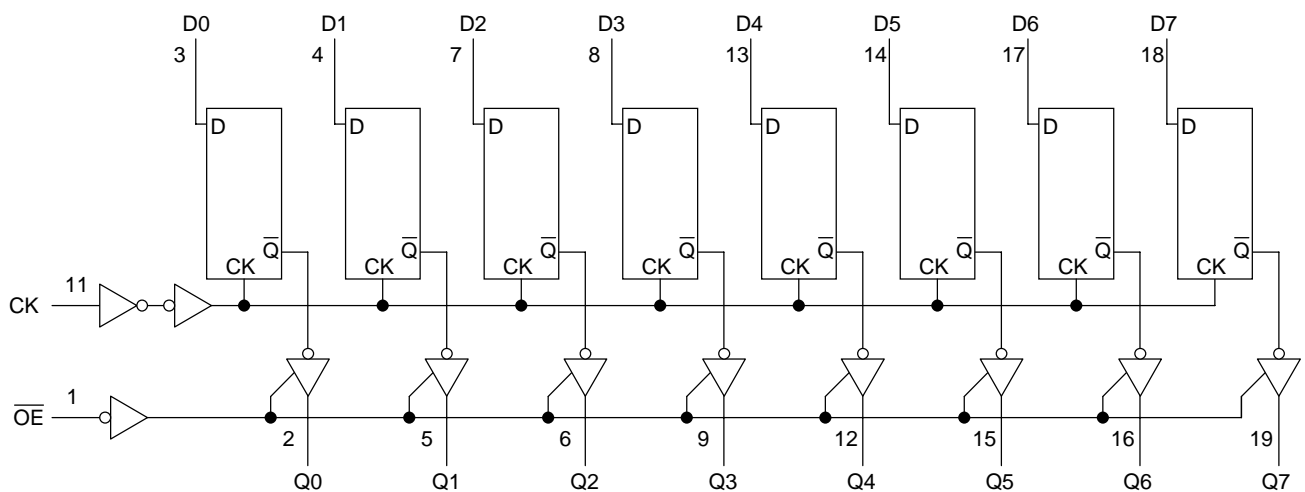 D0 D1 D2 D3 D4 D5 D6 D7
3 4 7 8 13 14 17 18
D D D D D D D D
Q̅ Q̅ Q̅ Q̅ Q̅ Q̅ Q̅ Q̅
CK CK CK CK CK CK CK CK
11
CK
1
O̅E̅
2 5 6 9 12 15 16 19
Q0 Q1 Q2 Q3 Q4 Q5 Q6 Q7